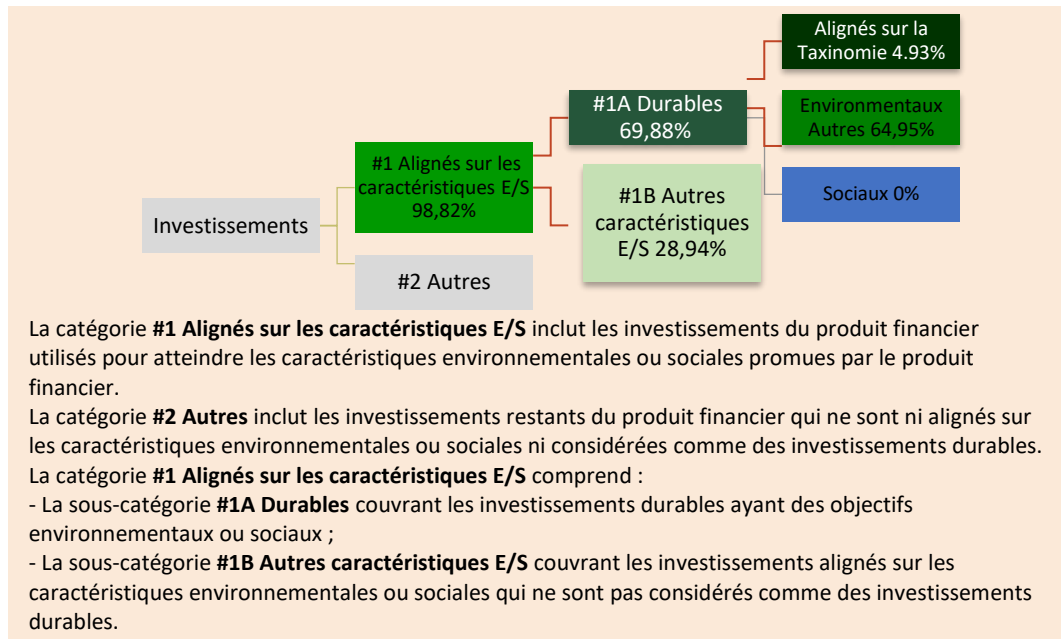 Alignés sur la
Taxinomie 4.93%
#1A Durables
69,88%
Environmentaux
Autres 64,95%
#1 Alignés sur les
caractéristiques E/S
98,82%
Sociaux 0%
#1B Autres
caractéristiques
E/S 28,94%
Investissements
#2 Autres
La catégorie #1 Alignés sur les caractéristiques E/S inclut les investissements du produit financier
utilisés pour atteindre les caractéristiques environnementales ou sociales promues par le produit
financier.
La catégorie #2 Autres inclut les investissements restants du produit financier qui ne sont ni alignés sur
les caractéristiques environnementales ou sociales ni considérées comme des investissements durables.
La catégorie #1 Alignés sur les caractéristiques E/S comprend :
- La sous-catégorie #1A Durables couvrant les investissements durables ayant des objectifs
environnementaux ou sociaux ;
- La sous-catégorie #1B Autres caractéristiques E/S couvrant les investissements alignés sur les
caractéristiques environnementales ou sociales qui ne sont pas considérés comme des investissements
durables.